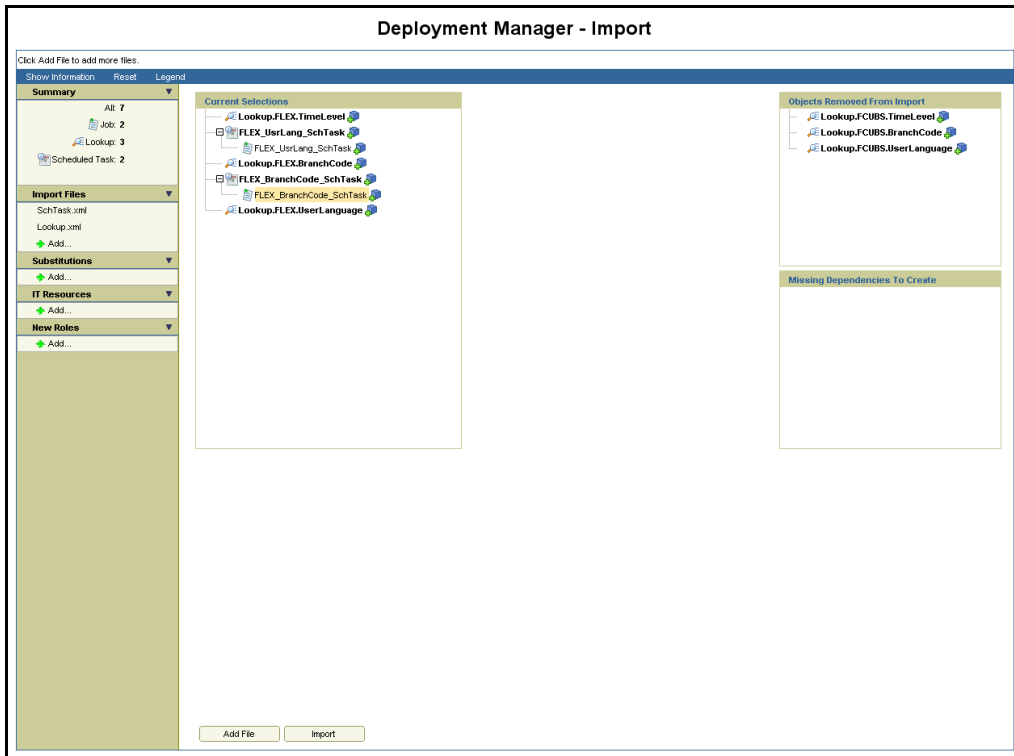 Deployment Manager - Import
Click Add File to add more files.
Show Information Reset Legend
Summary
All: 7
Job: 2
Lookup: 3
Scheduled Task: 2
Import Files
SchTask.xml
Lookup.xml
Add...
Substitutions
Add...
IT Resources
Add...
New Roles
Add...
Current Selections
Lookup.FLEX.TimeLevel
FLEX_UsrLang_SchTask
FLEX_UsrLang_SchTask
Lookup.FLEX.BranchCode
FLEX_BranchCode_SchTask
FLEX_BranchCode_SchTask
Lookup.FLEX.UserLanguage
Objects Removed From Import
Lookup.FCUBS.TimeLevel
Lookup.FCUBS.BranchCode
Lookup.FCUBS.UserLanguage
Missing Dependencies To Create
Add File Import